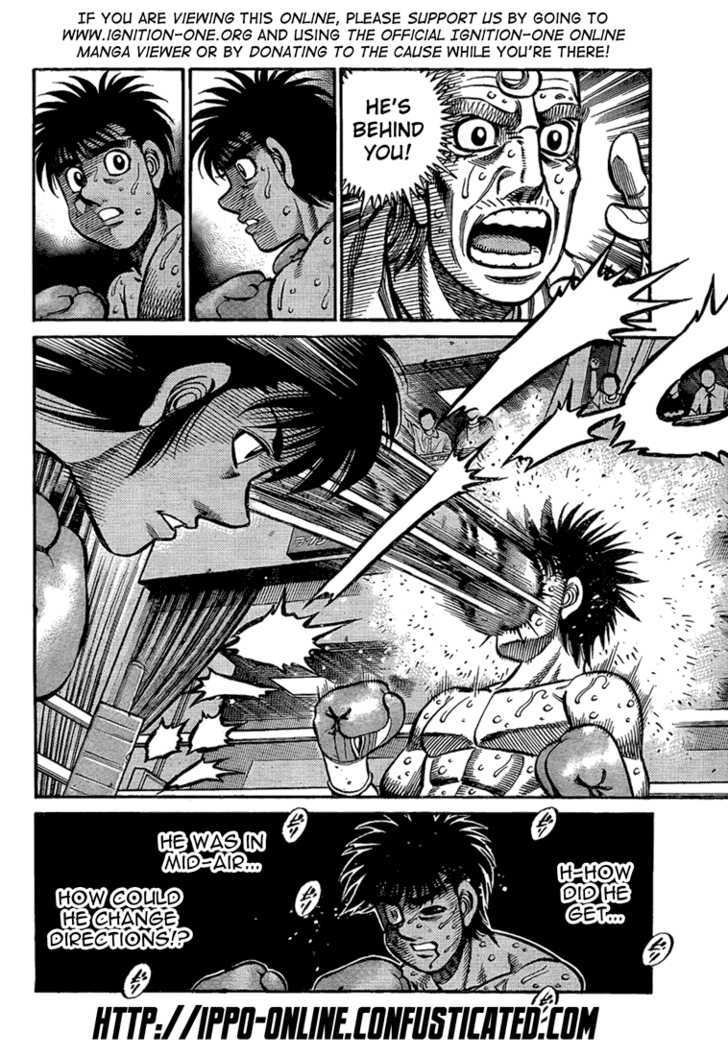 IF YOU ARE VIEWING THIS ONLINE, PLEASE SUPPORT US BY GOING TO
WWW.IGNITION-ONE.ORG AND USING THE OFFICIAL IGNITION-ONE ONLINE
MANGA VIEWER OR BY DONATING TO THE CAUSE WHILE YOU'RE THERE!
HE'S
BEHIND
YOU!
H-HOW
DID HE
GET...
HE WAS IN
MID-AIR...
HOW COULD
HE CHANGE
DIRECTIONS!?
HTTP://IPPO-ONLINE.CONFUSTICATED.COM